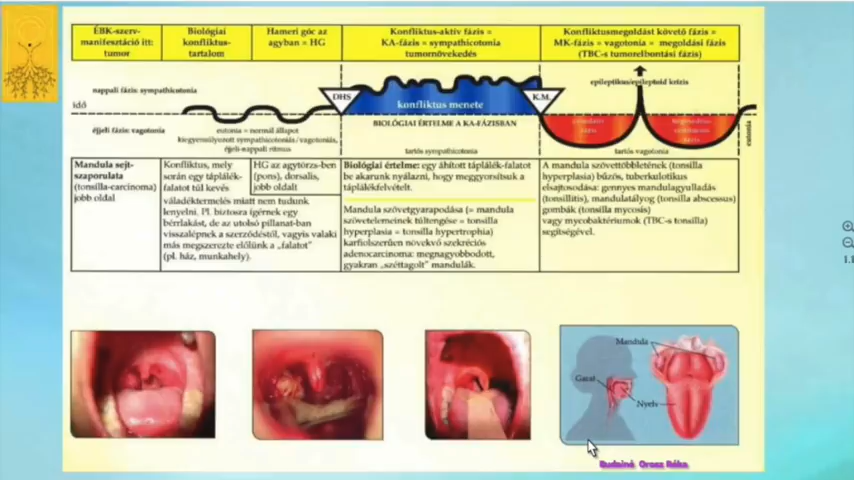 ÉBK-szerv-
manifesztáció itt:
tumor
Biológiai
konfliktus-
tartalom
Hameri góc az
agyban = HG
Konfliktus-aktív fázis =
KA-fázis = sympathicotonia
tumornövekedés
Konfliktusmegoldást követő fázis =
MK-fázis = vagotonia = megoldási fázis
(TBC-s tumorlebontási fázis)
nappali fázis: sympathicotonia
epileptikus/epileptoid krízis
DHS
K.M.
idő
konfliktus menete
BIOLÓGIAI ÉRTELME A KA-FÁZISBAN
éjjeli fázis: vagotonia
eutonia = normál állapot
kiegyensúlyozott sympathicotoniás/vagotoniás,
éjjeli-nappali ritmus
tartós sympathicotonia
tartós vagotonia
eutonia
Mandula sejt-
szaporulata
(tonsilla-carcinoma)
jobb oldal
Konfliktus, mely
során egy táplálék-
falatot túl kevés
váladéktermelés miatt nem tudunk
lenyelni. Pl. biztosra ígérnek egy
bérlakást, de az utolsó pillanatban
visszalépnek a szerződéstől, vagyis valaki
más megszerezte előlünk a „falatot”
(pl. ház, munkahely).
HG az agytörzs-ben
(pons), dorsalis,
jobb oldalt
Biológiai értelme: egy áhított táplálék-falatot
be akarunk nyálazni, hogy meggyorsítsuk a
táplálékfelvételt.
Mandula szövetgyarapodása (= mandula
szövetelemeinek túltengése = tonsilla
hyperplasia = tonsilla hypertrophia)
karfiolszerűen növekvő szekréciós
adenocarcinoma: megnagyobbodott,
gyakran „széttagolt” mandulák.
A mandula szövettöbbletének (tonsilla
hyperplasia) bűzös, tuberkulotikus
elsajtosodása: gennyes mandulagyulladás
(tonsillitis), mandulatályog (tonsilla abscessus)
gombák (tonsilla mycosis)
vagy mycobaktériumok (TBC-s tonsilla)
segítségével.
Mandula
Garat
Nyelv
Budainé Orosz Réka